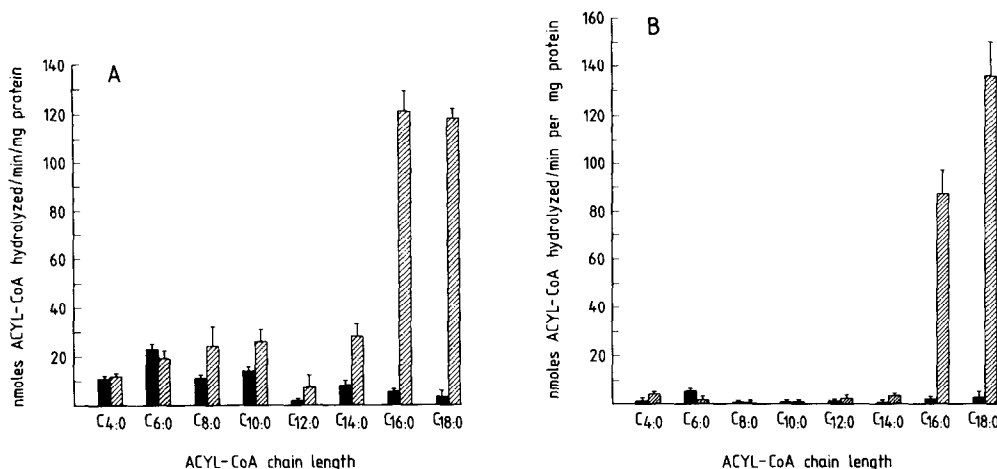 A
nmoles ACYL-CoA hydrolyzed/min/mg protein
140
120
100
80
60
40
20
C4:0 C6:0 C8:0 C10:0 C12:0 C14:0 C16:0 C18:0
ACYL-CoA chain length
B
nmoles ACYL-CoA hydrolyzed/min per mg protein
160
140
120
100
80
60
40
20
C4:0 C6:0 C8:0 C10:0 C12:0 C14:0 C16:0 C18:0
ACYL-CoA chain length